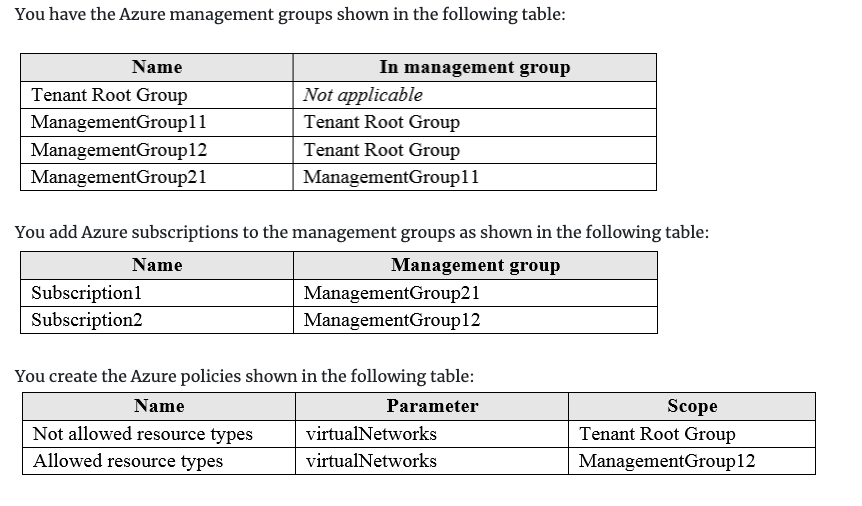 You have the Azure management groups shown in the following table:
Name In management group
Tenant Root Group Not applicable
ManagementGroup11 Tenant Root Group
ManagementGroup12 Tenant Root Group
ManagementGroup21 ManagementGroup11
You add Azure subscriptions to the management groups as shown in the following table:
Name Management group
Subscription1 ManagementGroup21
Subscription2 ManagementGroup12
You create the Azure policies shown in the following table:
Name Parameter Scope
Not allowed resource types virtualNetworks Tenant Root Group
Allowed resource types virtualNetworks ManagementGroup12